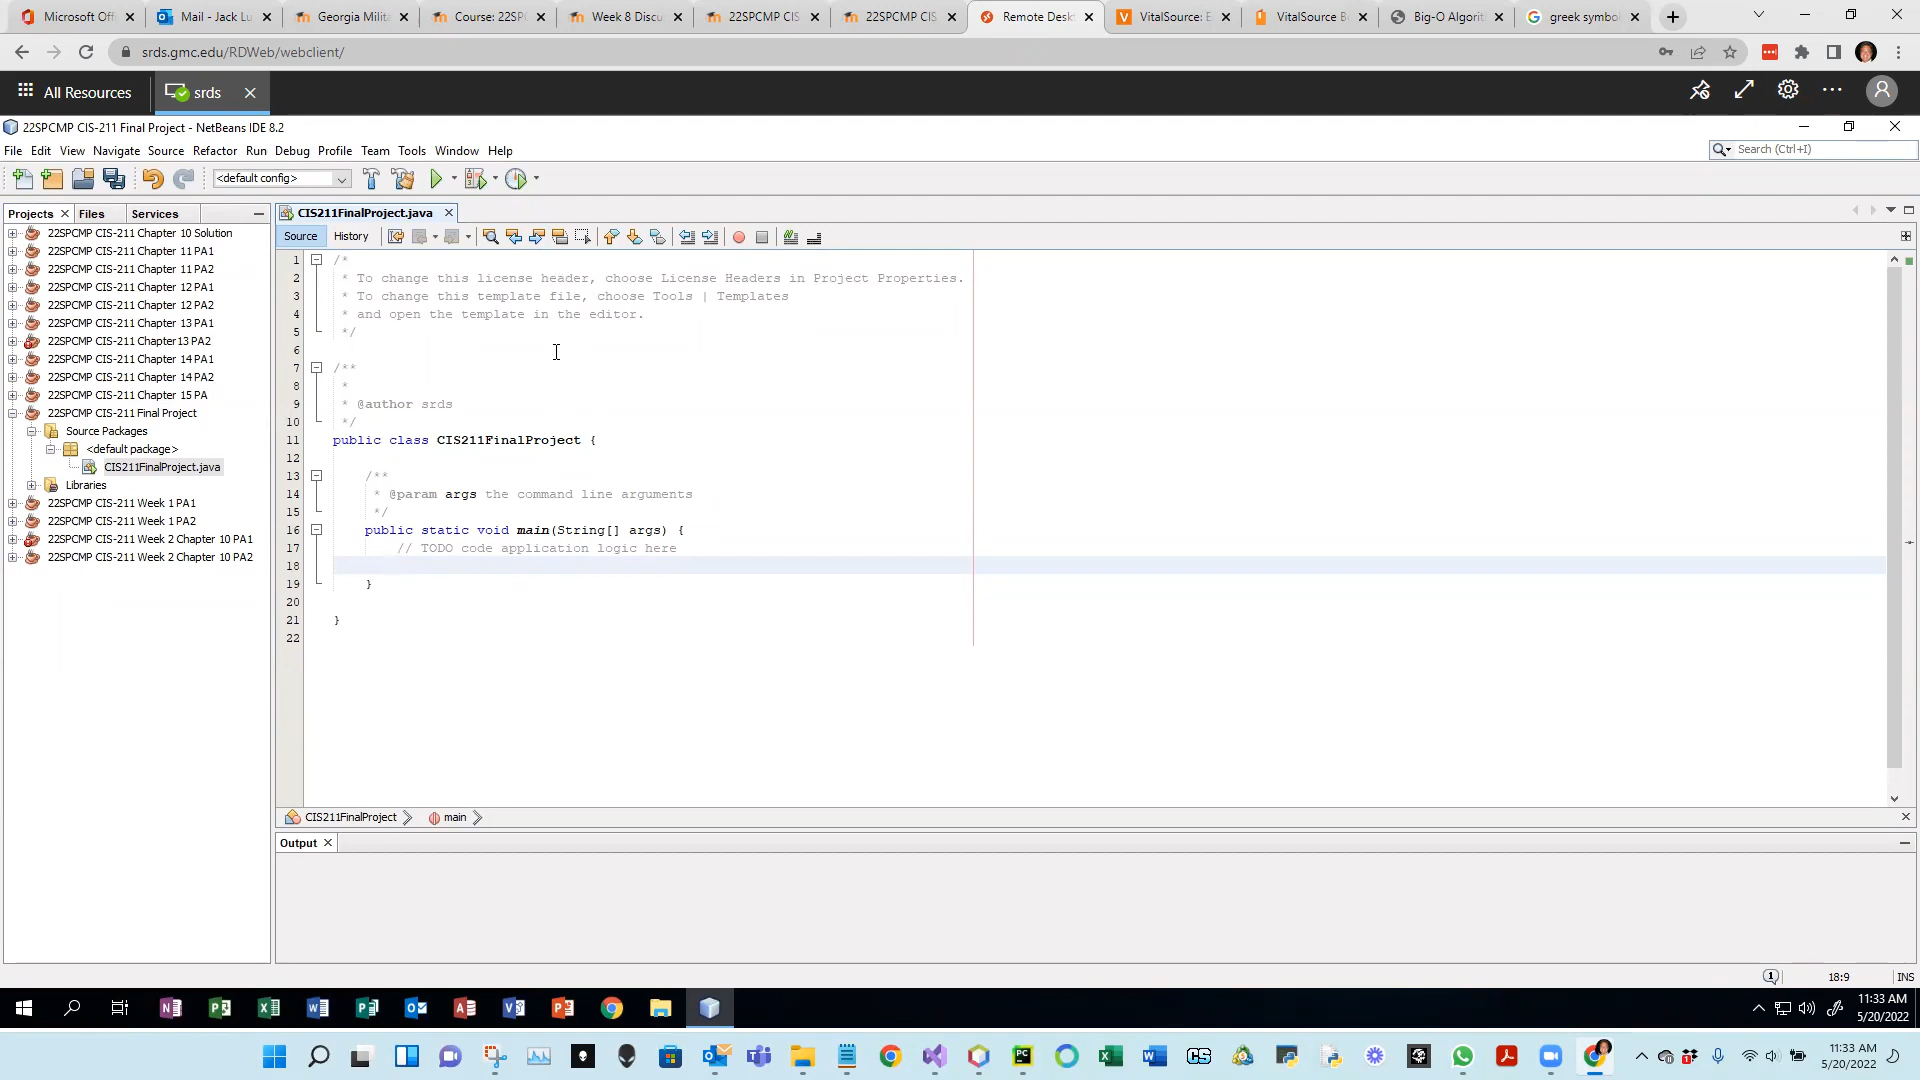 Microsoft Offi
Mail - Jack Lu
Georgia Milita
Course: 22SP
Week 8 Discu
22SPCMP CIS
22SPCMP CIS
Remote Deskt
VitalSource: E
VitalSource B
Big-O Algorit
greek symbol
srds.gmc.edu/RDWeb/webclient/
All Resources
srds
22SPCMP CIS-211 Final Project - NetBeans IDE 8.2
File Edit View Navigate Source Refactor Run Debug Profile Team Tools Window Help
Search (Ctrl+I)
<default config>
Projects
Files
Services
CIS211FinalProject.java
Source
History
22SPCMP CIS-211 Chapter 10 Solution
22SPCMP CIS-211 Chapter 11 PA1
22SPCMP CIS-211 Chapter 11 PA2
22SPCMP CIS-211 Chapter 12 PA1
22SPCMP CIS-211 Chapter 12 PA2
22SPCMP CIS-211 Chapter 13 PA1
22SPCMP CIS-211 Chapter13 PA2
22SPCMP CIS-211 Chapter 14 PA1
22SPCMP CIS-211 Chapter 14 PA2
22SPCMP CIS-211 Chapter 15 PA
22SPCMP CIS-211 Final Project
Source Packages
<default package>
CIS211FinalProject.java
Libraries
22SPCMP CIS-211 Week 1 PA1
22SPCMP CIS-211 Week 1 PA2
22SPCMP CIS-211 Week 2 Chapter 10 PA1
22SPCMP CIS-211 Week 2 Chapter 10 PA2
1 /*
2 * To change this license header, choose License Headers in Project Properties.
3 * To change this template file, choose Tools | Templates
4 * and open the template in the editor.
5 */
6
7 /**
8 *
9 * @author srds
10 */
11 public class CIS211FinalProject {
12
13 /**
14 * @param args the command line arguments
15 */
16 public static void main(String[] args) {
17 // TODO code application logic here
18
19 }
20
21 }
22
CIS211FinalProject
main
Output
1
18:9
INS
11:33 AM
5/20/2022
11:33 AM
5/20/2022